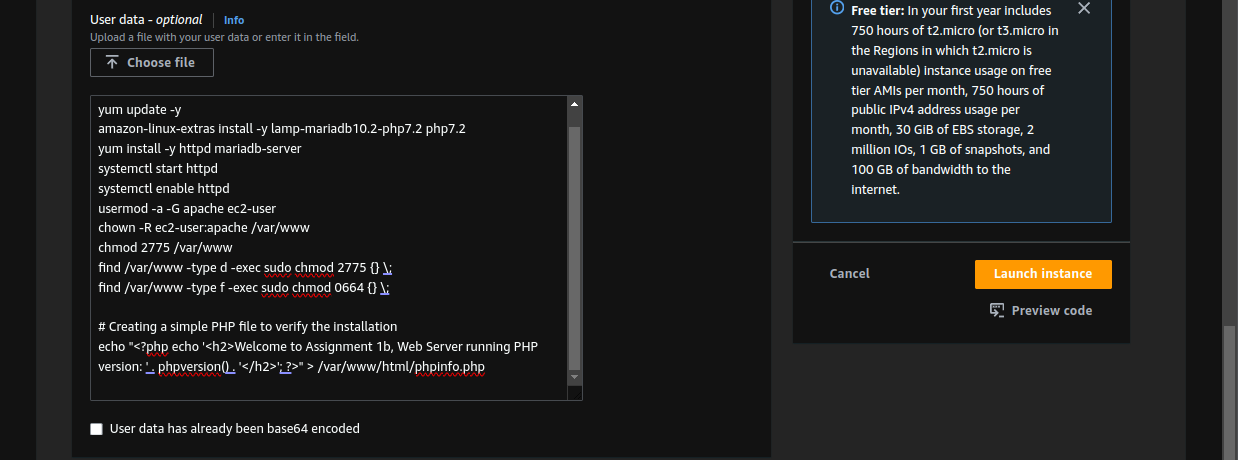 User data - optional Info
Upload a file with your user data or enter it in the field.
Choose file
yum update -y
amazon-linux-extras install -y lamp-mariadb10.2-php7.2 php7.2
yum install -y httpd mariadb-server
systemctl start httpd
systemctl enable httpd
usermod -a -G apache ec2-user
chown -R ec2-user:apache /var/www
chmod 2775 /var/www
find /var/www -type d -exec sudo chmod 2775 {} \;
find /var/www -type f -exec sudo chmod 0664 {} \;
# Creating a simple PHP file to verify the installation
echo "<?php echo '<h2>Welcome to Assignment 1b, Web Server running PHP
version: ' . phpversion() . '</h2>'; ?>" > /var/www/html/phpinfo.php
User data has already been base64 encoded
Free tier: In your first year includes
750 hours of t2.micro (or t3.micro in
the Regions in which t2.micro is
unavailable) instance usage on free
tier AMIs per month, 750 hours of
public IPv4 address usage per
month, 30 GiB of EBS storage, 2
million IOs, 1 GB of snapshots, and
100 GB of bandwidth to the
internet.
Cancel
Launch instance
Preview code